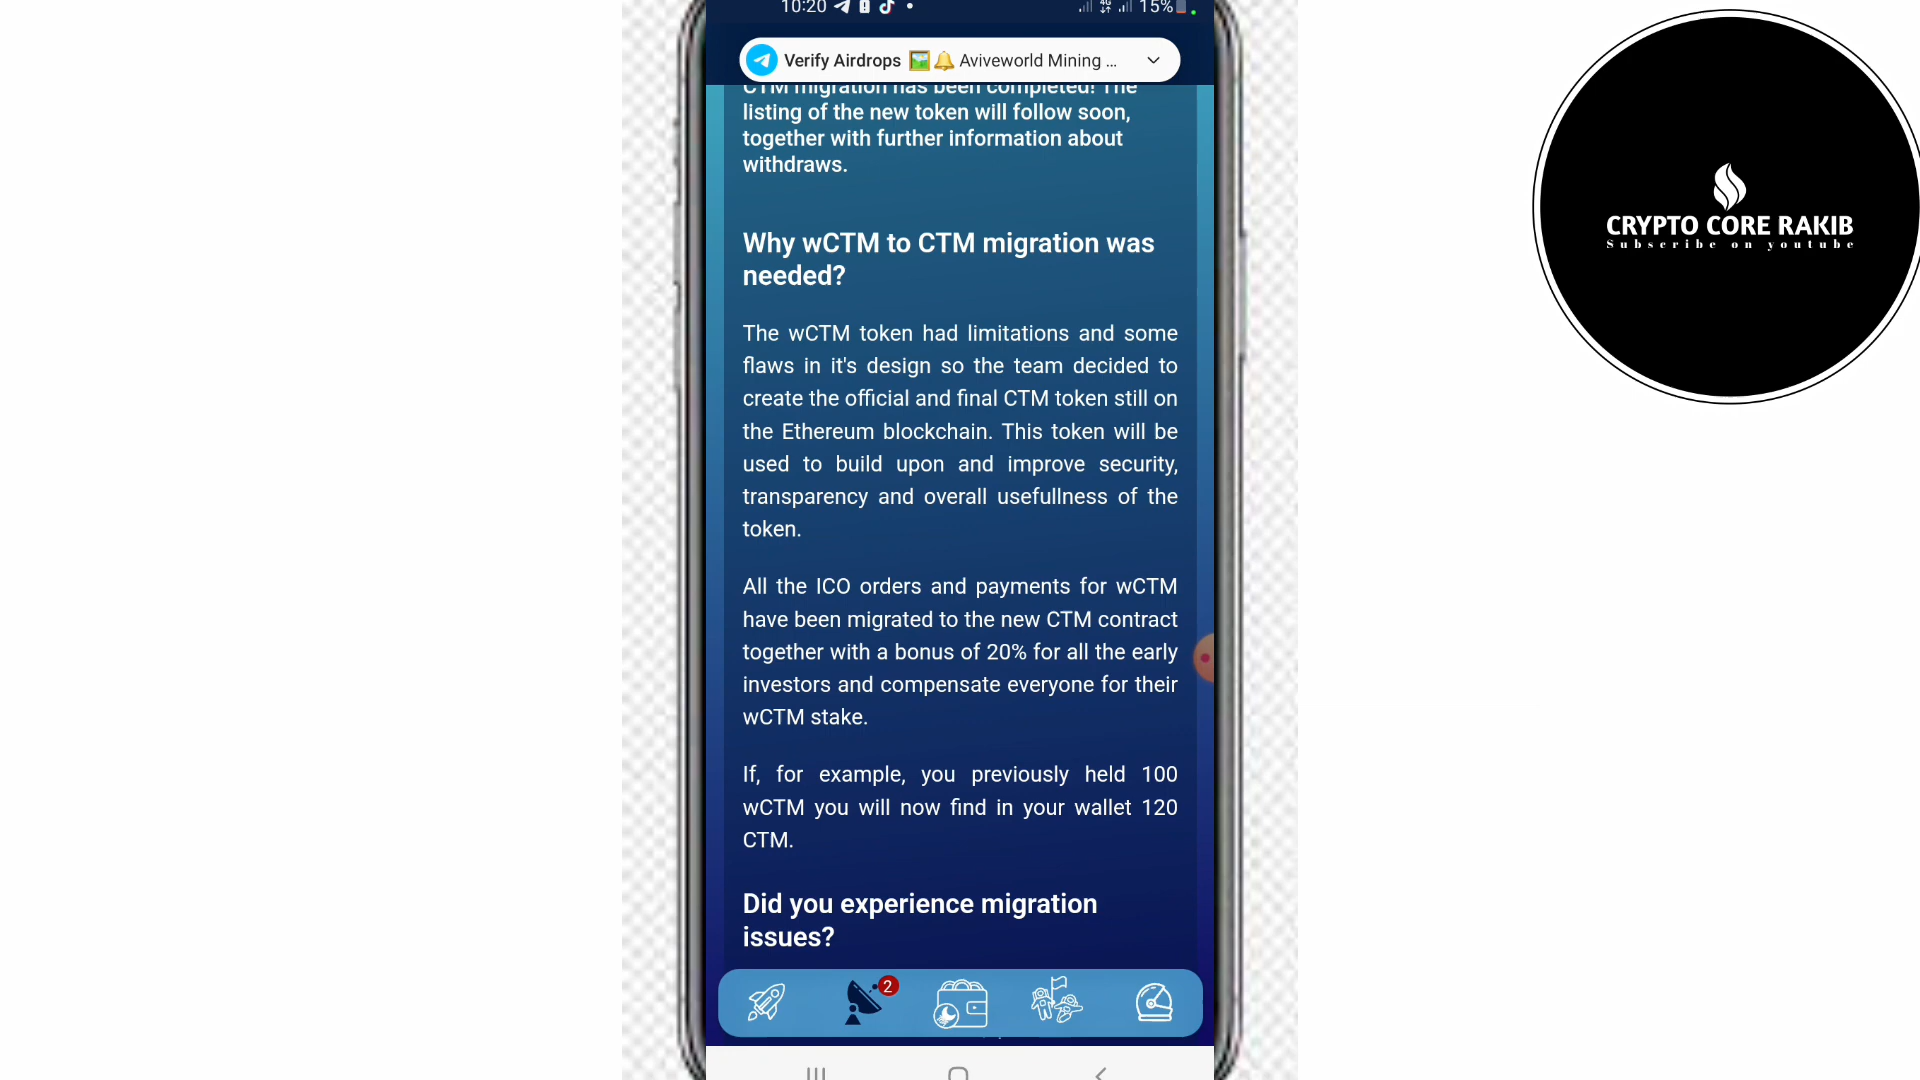 10:20
4G
15%
Verify Airdrops 🖼️🔔 Aviveworld Mining ...
CTM migration has been completed! The
listing of the new token will follow soon,
together with further information about
withdraws.
Why wCTM to CTM migration was
needed?
The wCTM token had limitations and some
flaws in it's design so the team decided to
create the official and final CTM token still on
the Ethereum blockchain. This token will be
used to build upon and improve security,
transparency and overall usefullness of the
token.
All the ICO orders and payments for wCTM
have been migrated to the new CTM contract
together with a bonus of 20% for all the early
investors and compensate everyone for their
wCTM stake.
If, for example, you previously held 100
wCTM you will now find in your wallet 120
CTM.
Did you experience migration
issues?
2
CRYPTO CORE RAKIB
Subscribe on youtube